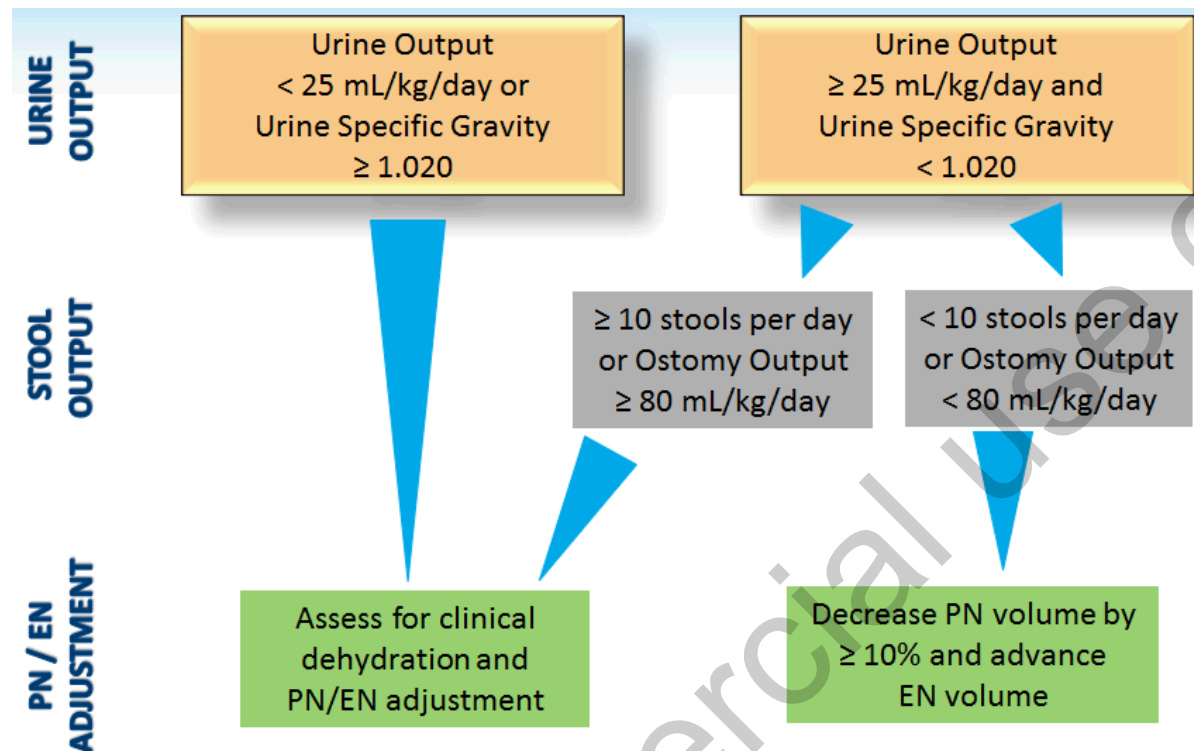 URINE
OUTPUT
Urine Output
< 25 mL/kg/day or
Urine Specific Gravity
≥ 1.020
Urine Output
≥ 25 mL/kg/day and
Urine Specific Gravity
< 1.020
STOOL
OUTPUT
≥ 10 stools per day
or Ostomy Output
≥ 80 mL/kg/day
< 10 stools per day
or Ostomy Output
< 80 mL/kg/day
PN / EN
ADJUSTMENT
Assess for clinical
dehydration and
PN/EN adjustment
Decrease PN volume by
≥ 10% and advance
EN volume
ercial use